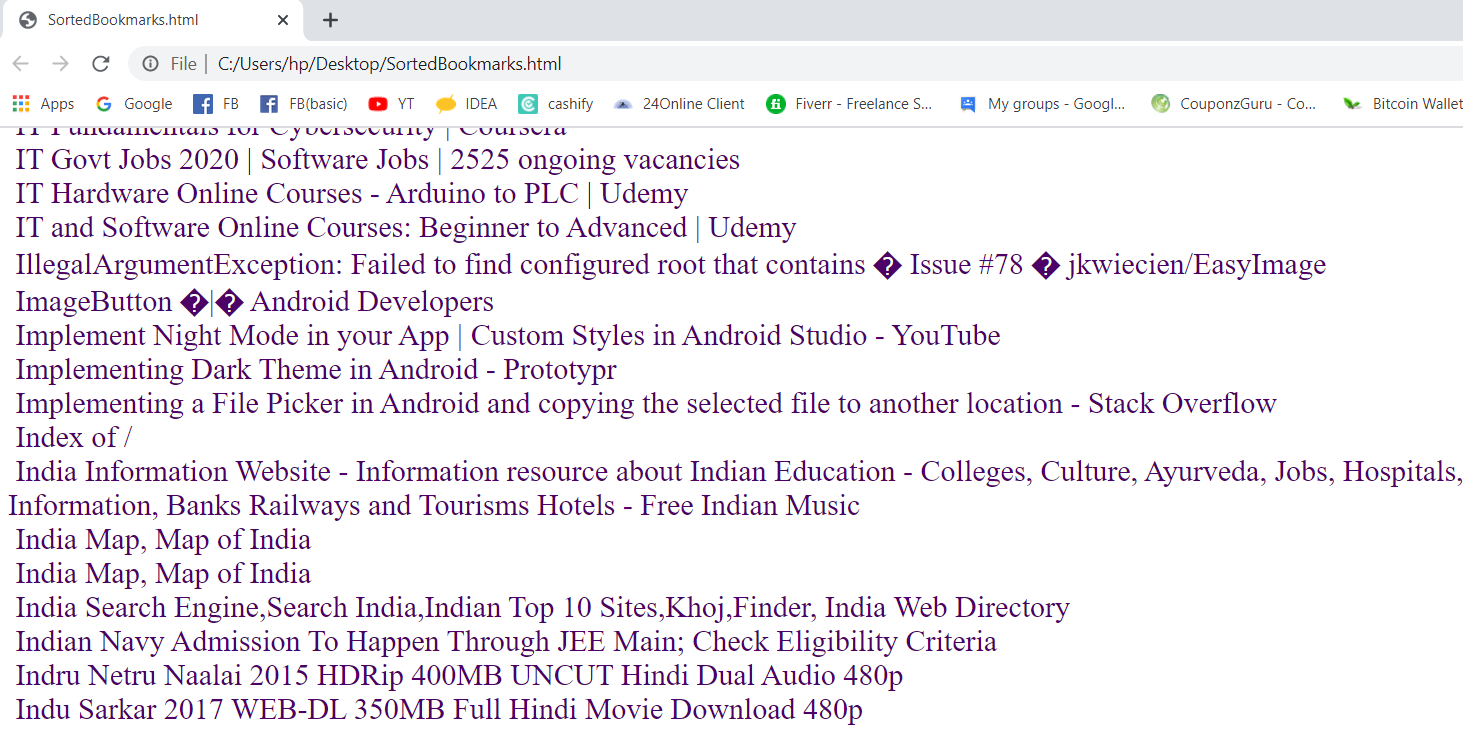 SortedBookmarks.html
File | C:/Users/hp/Desktop/SortedBookmarks.html
Apps Google FB FB(basic) YT IDEA cashify 24Online Client Fiverr - Freelance S... My groups - Googl... CouponzGuru - Co... Bitcoin Wallet
IT Fundamentals for Cybersecurity | Coursera
IT Govt Jobs 2020 | Software Jobs | 2525 ongoing vacancies
IT Hardware Online Courses - Arduino to PLC | Udemy
IT and Software Online Courses: Beginner to Advanced | Udemy
IllegalArgumentException: Failed to find configured root that contains � Issue #78 � jkwiecien/EasyImage
ImageButton �|� Android Developers
Implement Night Mode in your App | Custom Styles in Android Studio - YouTube
Implementing Dark Theme in Android - Prototypr
Implementing a File Picker in Android and copying the selected file to another location - Stack Overflow
Index of /
India Information Website - Information resource about Indian Education - Colleges, Culture, Ayurveda, Jobs, Hospitals,
Information, Banks Railways and Tourisms Hotels - Free Indian Music
India Map, Map of India
India Map, Map of India
India Search Engine,Search India,Indian Top 10 Sites,Khoj,Finder, India Web Directory
Indian Navy Admission To Happen Through JEE Main; Check Eligibility Criteria
Indru Netru Naalai 2015 HDRip 400MB UNCUT Hindi Dual Audio 480p
Indu Sarkar 2017 WEB-DL 350MB Full Hindi Movie Download 480p